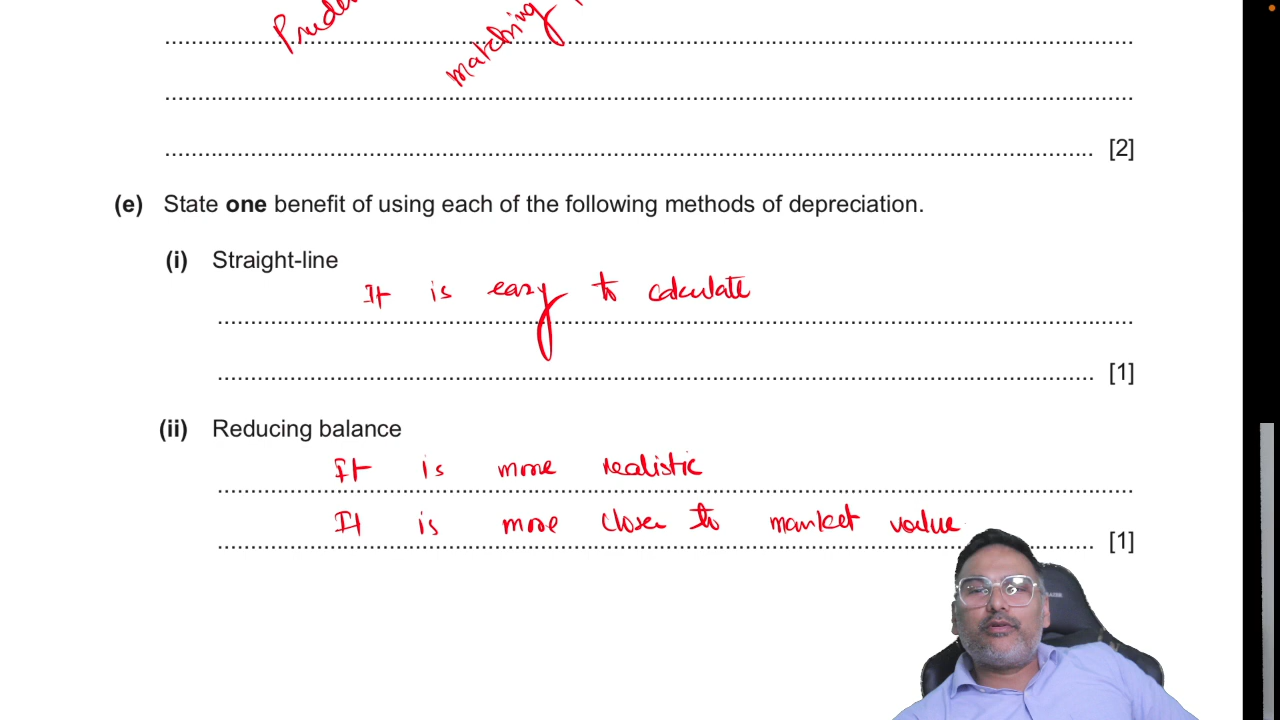 matching
[2]
(e) State one benefit of using each of the following methods of depreciation.
(i) Straight-line
It is easy to calculate
[1]
(ii) Reducing balance
It is more realistic
It is more closer to market value
[1]